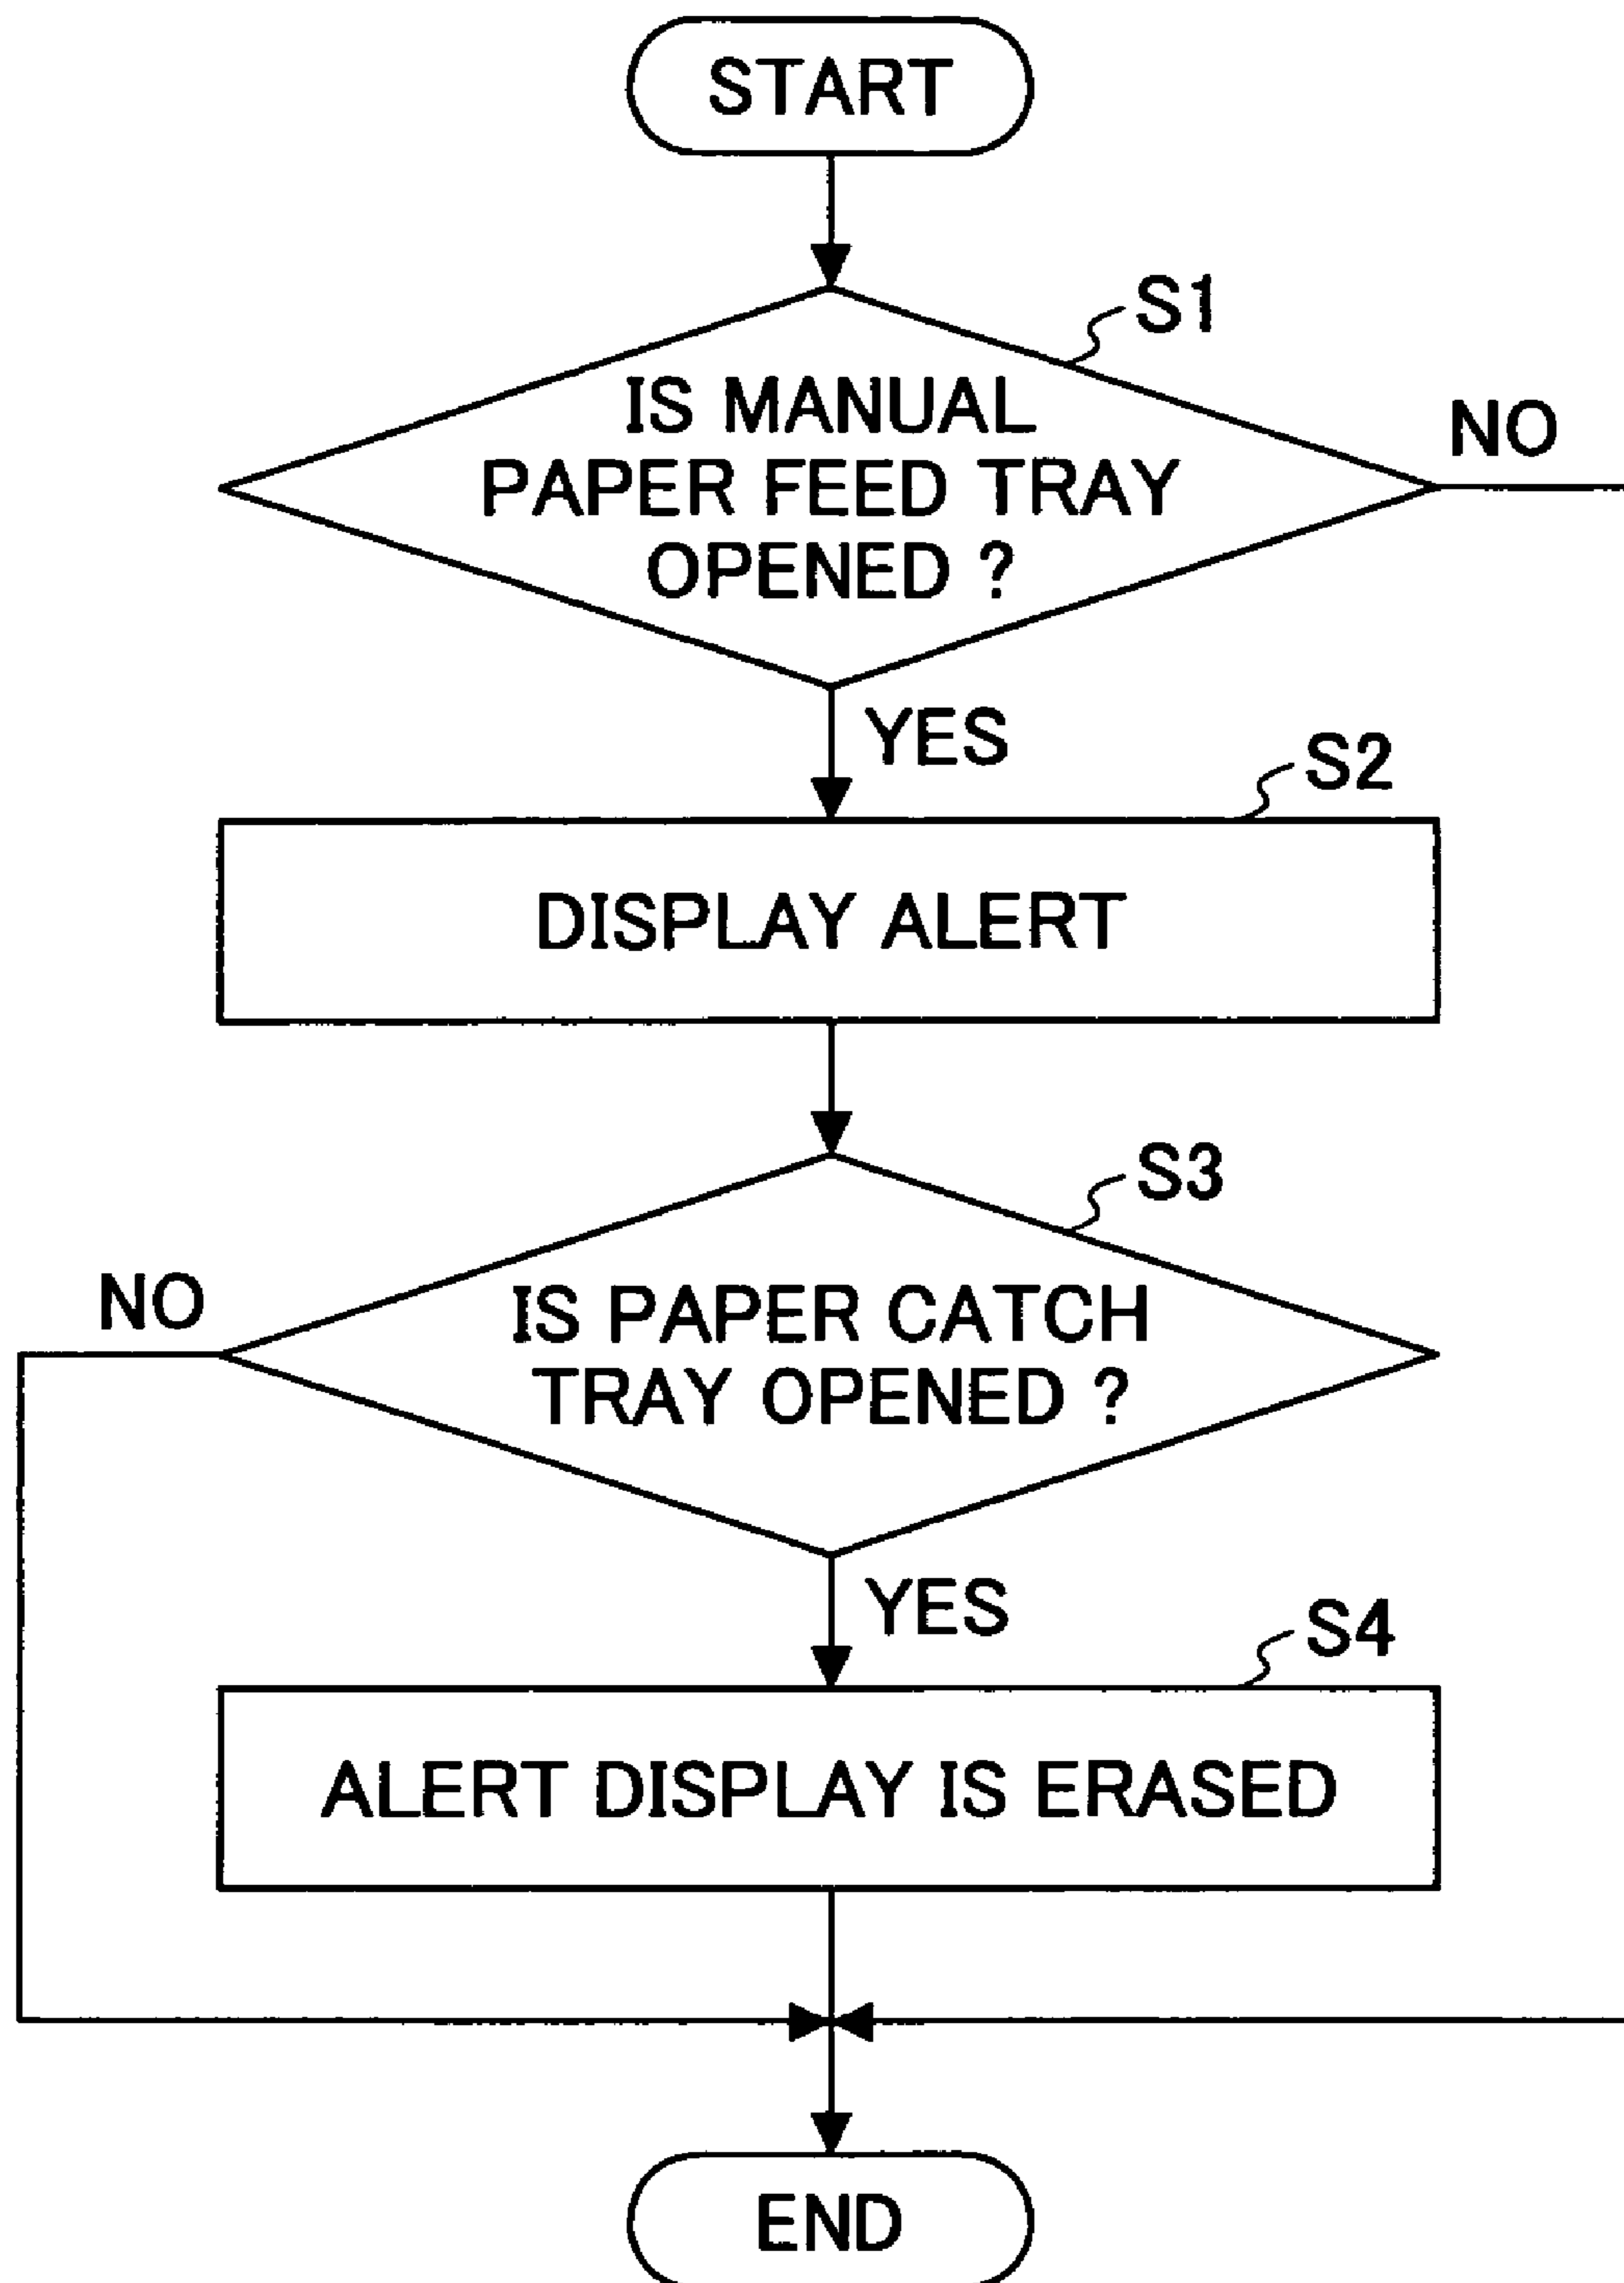 START
S1
IS MANUAL
PAPER FEED TRAY
OPENED ?
NO
YES
S2
DISPLAY ALERT
S3
NO
IS PAPER CATCH
TRAY OPENED ?
YES
S4
ALERT DISPLAY IS ERASED
END